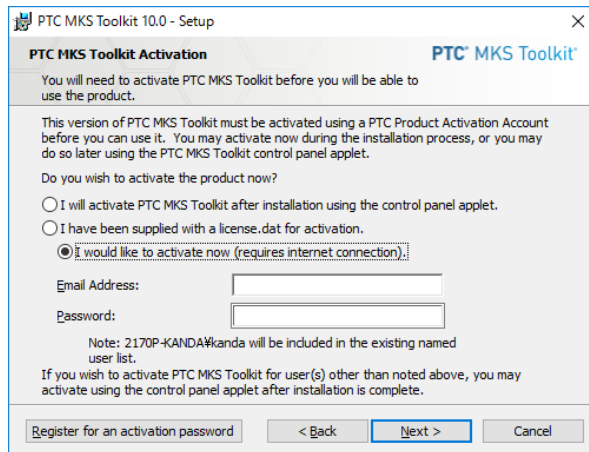 PTC MKS Toolkit 10.0 - Setup
PTC MKS Toolkit Activation
PTC® MKS Toolkit®
You will need to activate PTC MKS Toolkit before you will be able to
use the product.
This version of PTC MKS Toolkit must be activated using a PTC Product Activation Account
before you can use it.  You may activate now during the installation process, or you may
do so later using the PTC MKS Toolkit control panel applet.
Do you wish to activate the product now?
I will activate PTC MKS Toolkit after installation using the control panel applet.
I have been supplied with a license.dat for activation.
I would like to activate now (requires internet connection).
Email Address:
Password:
Note: 2170P-KANDA¥kanda will be included in the existing named
user list.
If you wish to activate PTC MKS Toolkit for user(s) other than noted above, you may
activate using the control panel applet after installation is complete.
Register for an activation password
< Back
Next >
Cancel